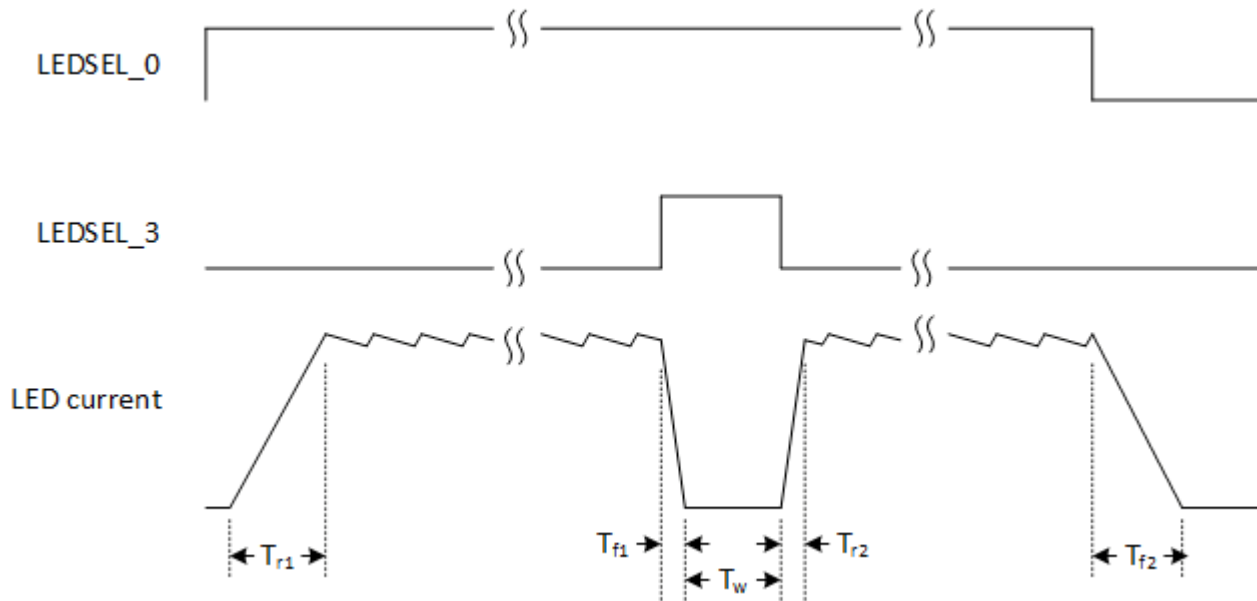 LEDSEL_0
LEDSEL_3
LED current
Tr1
Tf1
Tr2
Tw
Tf2